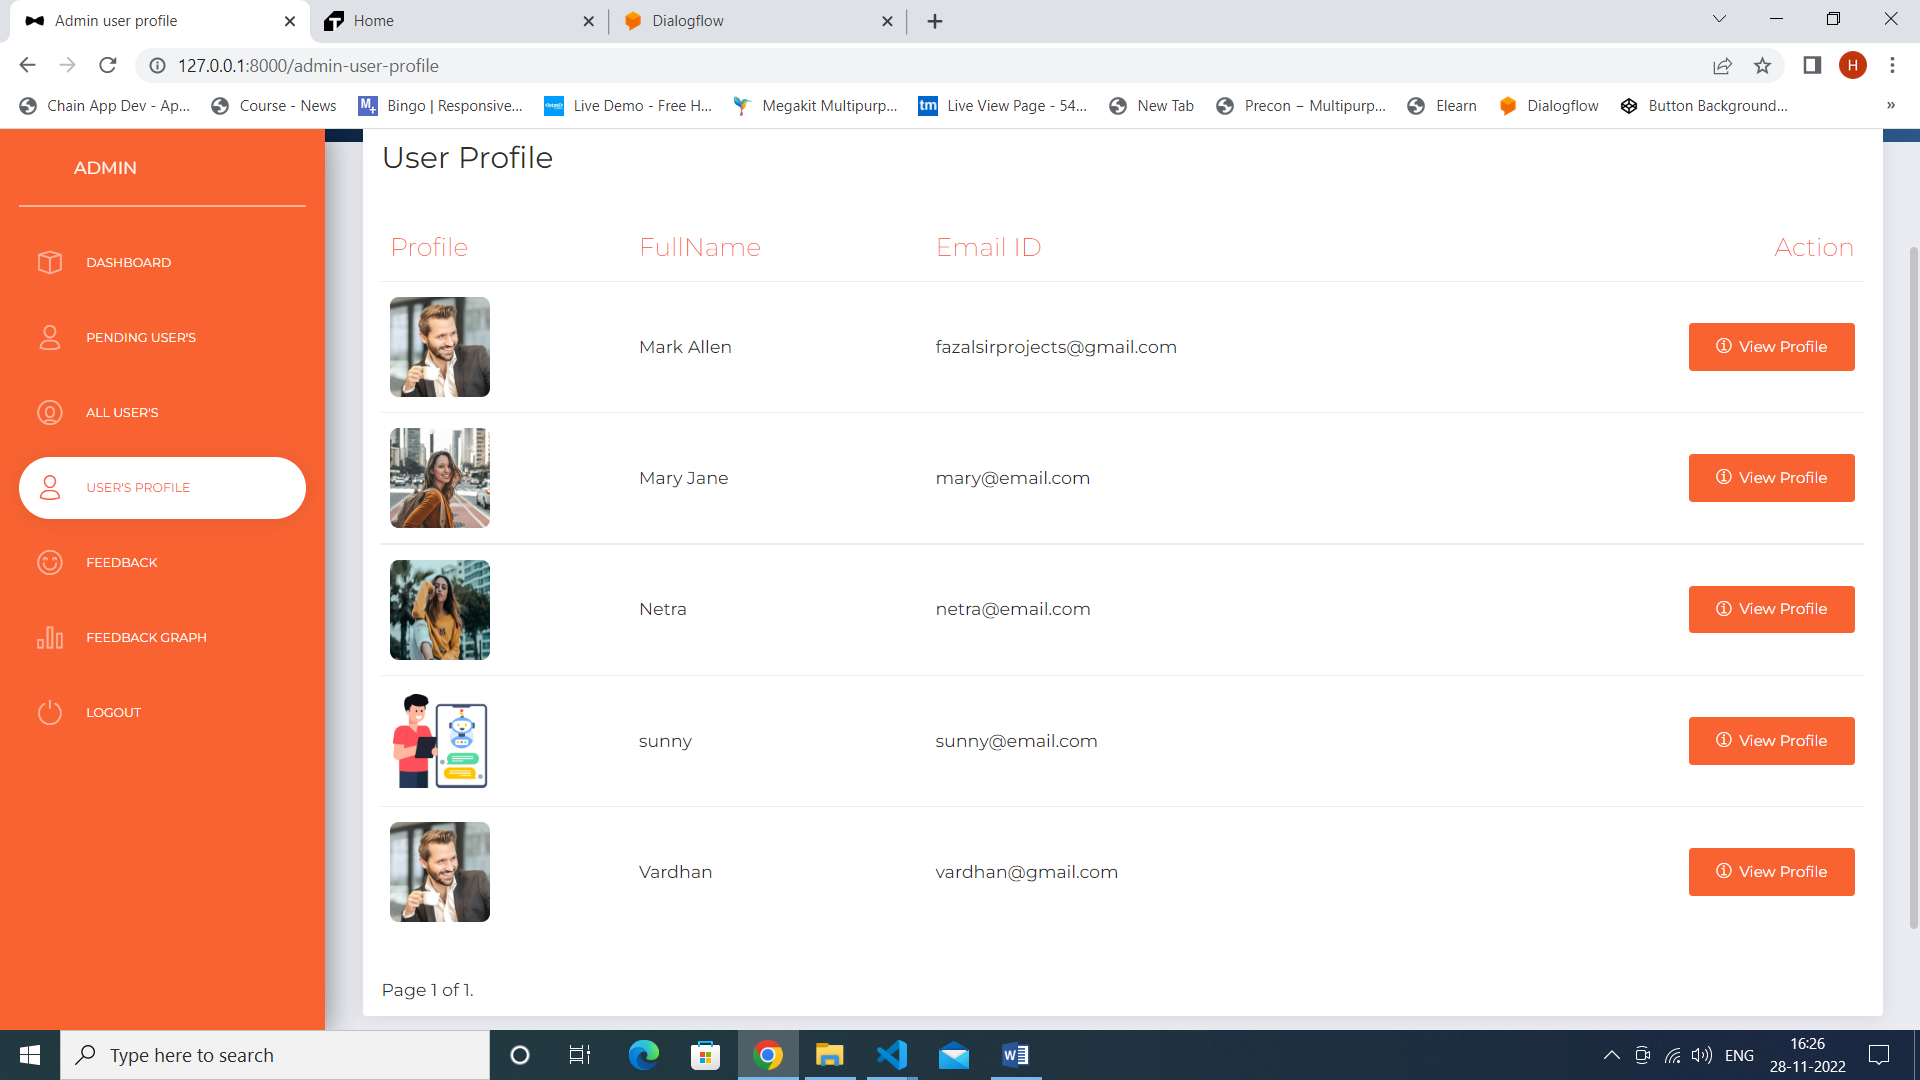 Admin user profile
Home
Dialogflow
127.0.0.1:8000/admin-user-profile
H
Chain App Dev - Ap...
Course - News
Bingo | Responsive...
Live Demo - Free H...
Megakit Multipurp...
tm Live View Page - 54...
New Tab
Precon – Multipurp...
Elearn
Dialogflow
Button Background...
»
ADMIN
DASHBOARD
PENDING USER'S
ALL USER'S
USER'S PROFILE
FEEDBACK
FEEDBACK GRAPH
LOGOUT
User Profile
Profile FullName Email ID Action
Mark Allen fazalsirprojects@gmail.com View Profile
Mary Jane mary@email.com View Profile
Netra netra@email.com View Profile
sunny sunny@email.com View Profile
Vardhan vardhan@gmail.com View Profile
Page 1 of 1.
Type here to search
ENG
16:26
28-11-2022